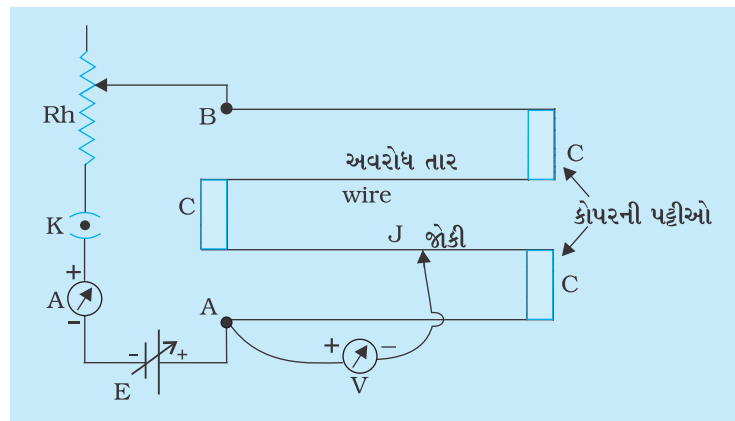 Rh
B
અવરોધ તાર
wire
C
C
કોપરની પટ્ટીઓ
K
J જોકી
+
A
–
A
C
- +
E
+ –
V